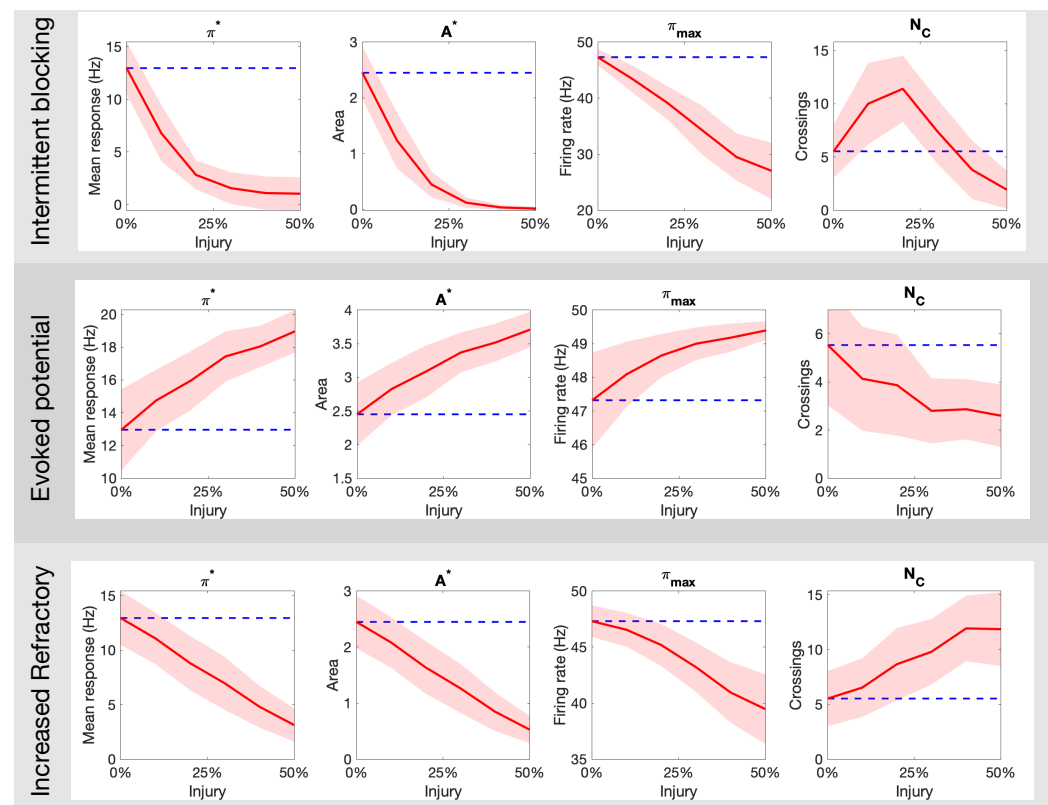 Intermittent blocking
π*
Mean response (Hz)
15
10
5
0
0%
25%
50%
Injury
A*
Area
3
2
1
0
0%
25%
50%
Injury
πmax
Firing rate (Hz)
50
40
30
20
0%
25%
50%
Injury
NC
Crossings
15
10
5
0
0%
25%
50%
Injury
Evoked potential
π*
Mean response (Hz)
20
18
16
14
13
10
0%
25%
50%
Injury
A*
Area
4
3.5
3
2.5
2
1.5
0%
25%
50%
Injury
πmax
Firing rate (Hz)
50
49
48
47
46
45
0%
25%
50%
Injury
NC
Crossings
6
4
2
0
0%
25%
50%
Injury
Increased Refractory
π*
Mean response (Hz)
15
10
5
0
0%
25%
50%
Injury
A*
Area
3
2
1
0
0%
25%
50%
Injury
πmax
Firing rate (Hz)
50
45
40
35
0%
25%
50%
Injury
NC
Crossings
15
10
5
0
0%
25%
50%
Injury